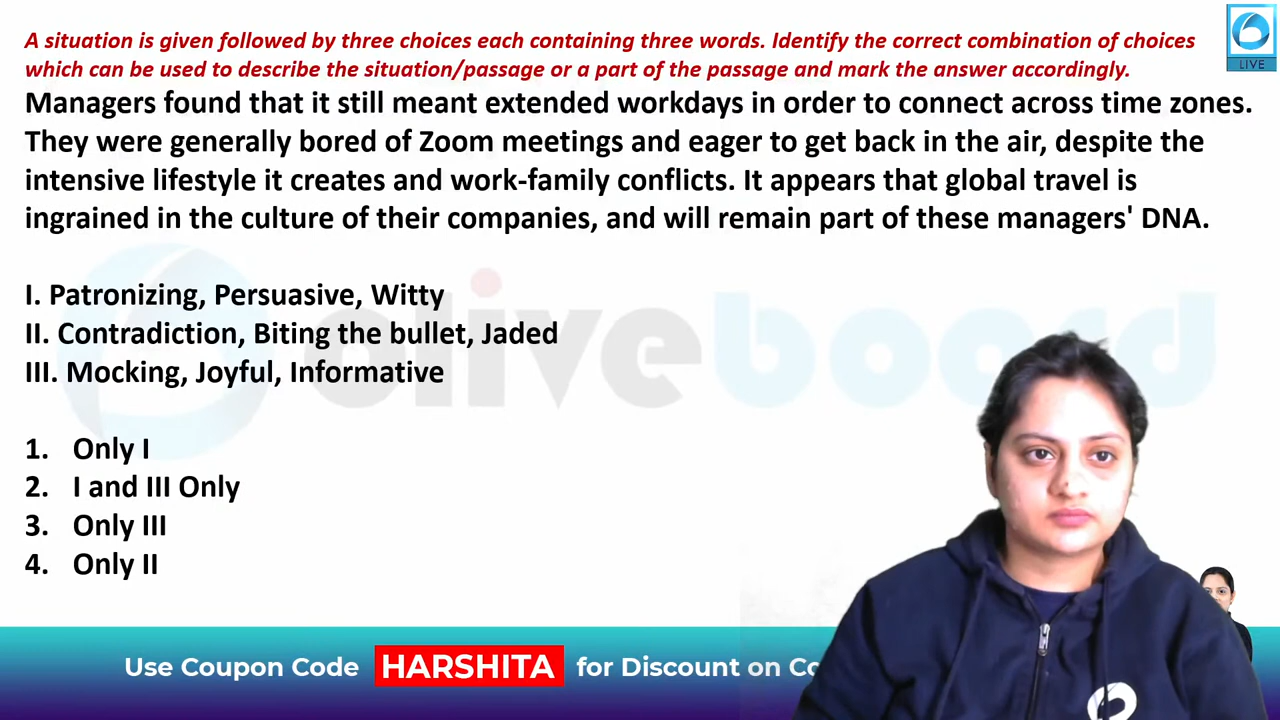 A situation is given followed by three choices each containing three words. Identify the correct combination of choices
which can be used to describe the situation/passage or a part of the passage and mark the answer accordingly.
LIVE
Managers found that it still meant extended workdays in order to connect across time zones.
They were generally bored of Zoom meetings and eager to get back in the air, despite the
intensive lifestyle it creates and work-family conflicts. It appears that global travel is
ingrained in the culture of their companies, and will remain part of these managers' DNA.
I. Patronizing, Persuasive, Witty
II. Contradiction, Biting the bullet, Jaded
III. Mocking, Joyful, Informative
oliveboard
1. Only I
2. I and III Only
3. Only III
4. Only II
Use Coupon Code HARSHITA for Discount on